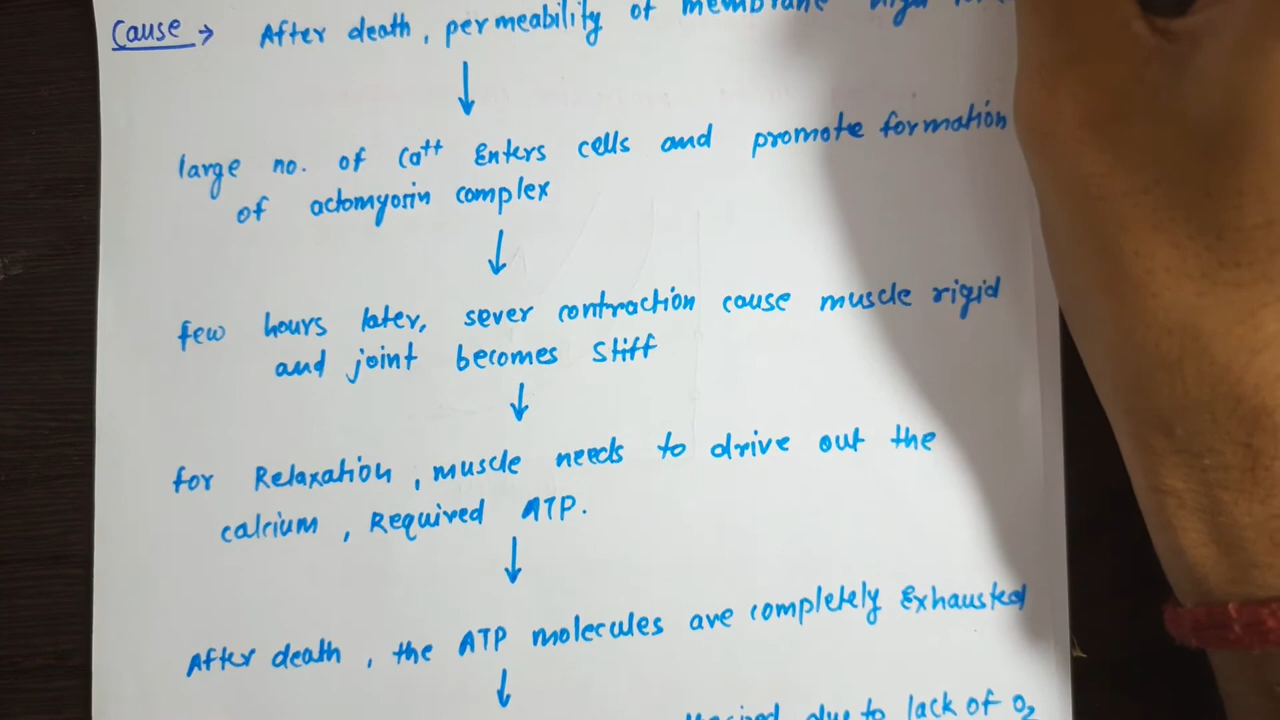 Cause → After death, permeability of membrane high
↓
large no. of Ca++ Enters cells and promote formation
of actomyosin complex
↓
few hours later, sever contraction cause muscle rigid
and joint becomes stiff
↓
for Relaxation, muscle needs to drive out the
calcium, Required ATP.
↓
After death, the ATP molecules are completely Exhausted
↓
due to lack of O2